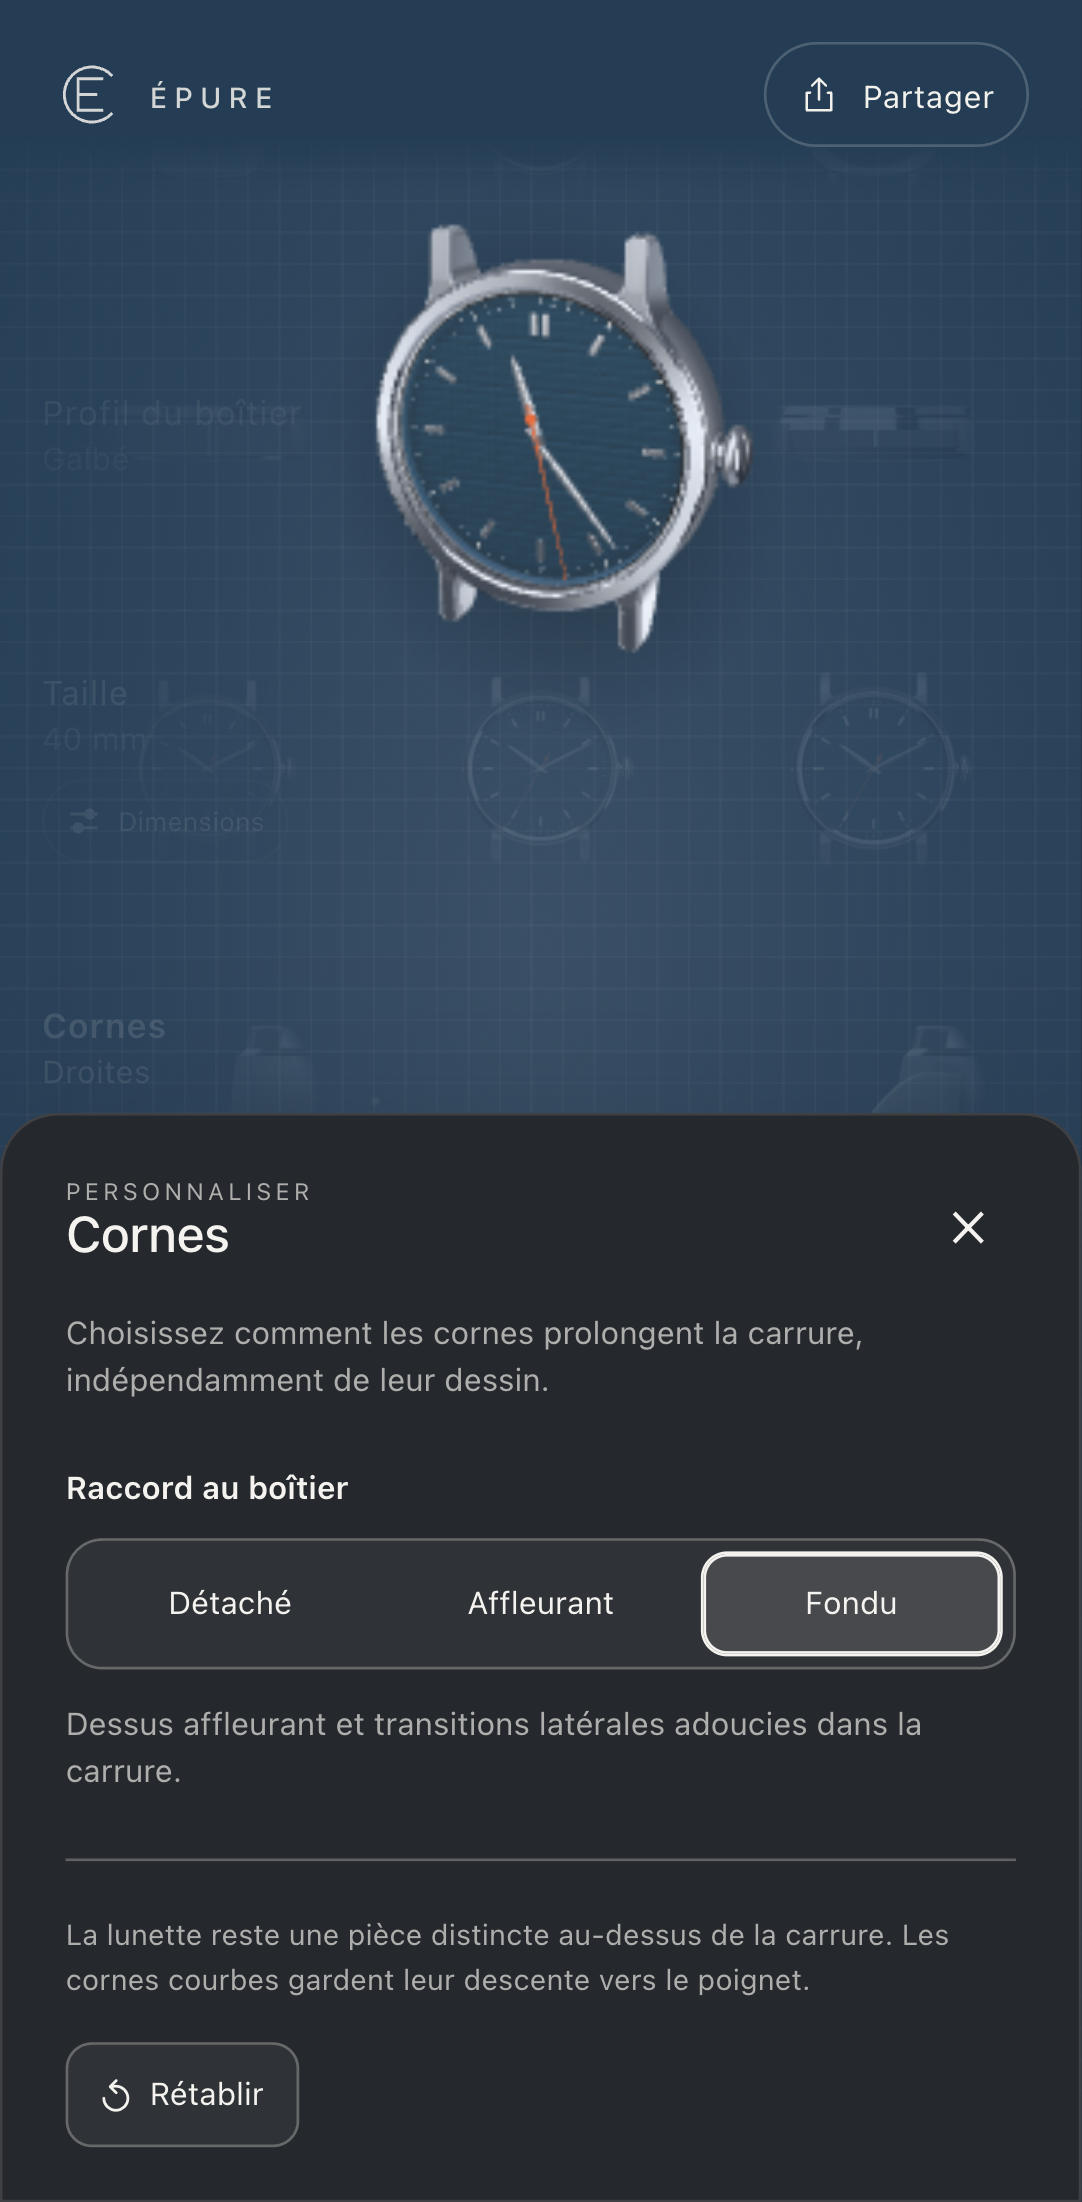 ÉPURE
Partager
Profil du boîtier
Galbé
Taille
40 mm
Dimensions
Cornes
Droites
PERSONNALISER
Cornes
Choisissez comment les cornes prolongent la carrure,
indépendamment de leur dessin.
Raccord au boîtier
Détaché
Affleurant
Fondu
Dessus affleurant et transitions latérales adoucies dans la
carrure.
La lunette reste une pièce distincte au-dessus de la carrure. Les
cornes courbes gardent leur descente vers le poignet.
Rétablir